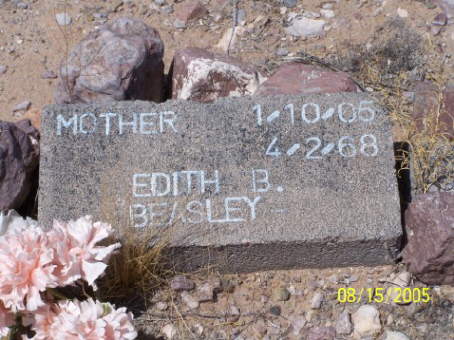 MOTHER 1.10.05
4.2.68
EDITH B.
BEASLEY
08/15/2005